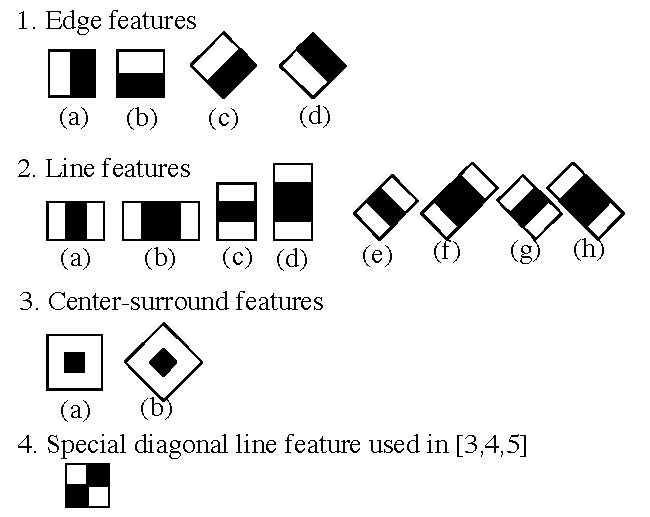 1. Edge features
(a) (b) (c) (d)
2. Line features
(a) (b) (c) (d) (e) (f) (g) (h)
3. Center-surround features
(a) (b)
4. Special diagonal line feature used in [3,4,5]